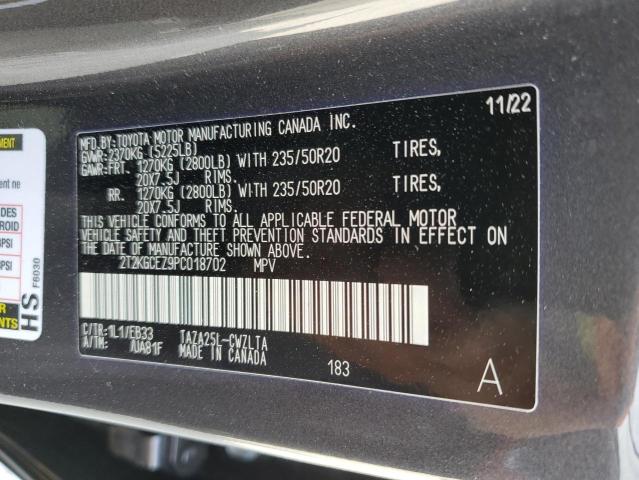 11/22
MFD.BY:TOYOTA MOTOR MANUFACTURING CANADA INC.
GVWR:2370KG (5225LB)
GAWR:FRT. 1270KG (2800LB) WITH 235/50R20 TIRES,
20X7.5J RIMS.
RR. 1270KG (2800LB) WITH 235/50R20 TIRES,
20X7.5J RIMS.
THIS VEHICLE CONFORMS TO ALL APPLICABLE FEDERAL MOTOR
VEHICLE SAFETY AND THEFT PREVENTION STANDARDS IN EFFECT ON
THE DATE OF MANUFACTURE SHOWN ABOVE.
2T2KGCEZ9PC018702 MPV
C/TR:1L1/EB33 TAZA25L-CWZLTA
A/TM: /UA81F MADE IN CANADA
183
A
HS
F6030